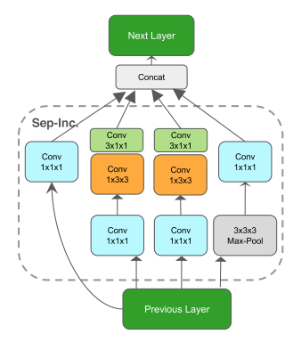 Next Layer
Concat
Sep-Inc.
Conv
1x1x1
Conv
3x1x1
Conv
1x3x3
Conv
3x1x1
Conv
1x3x3
Conv
1x1x1
Conv
1x1x1
Conv
1x1x1
3x3x3
Max-Pool
Previous Layer